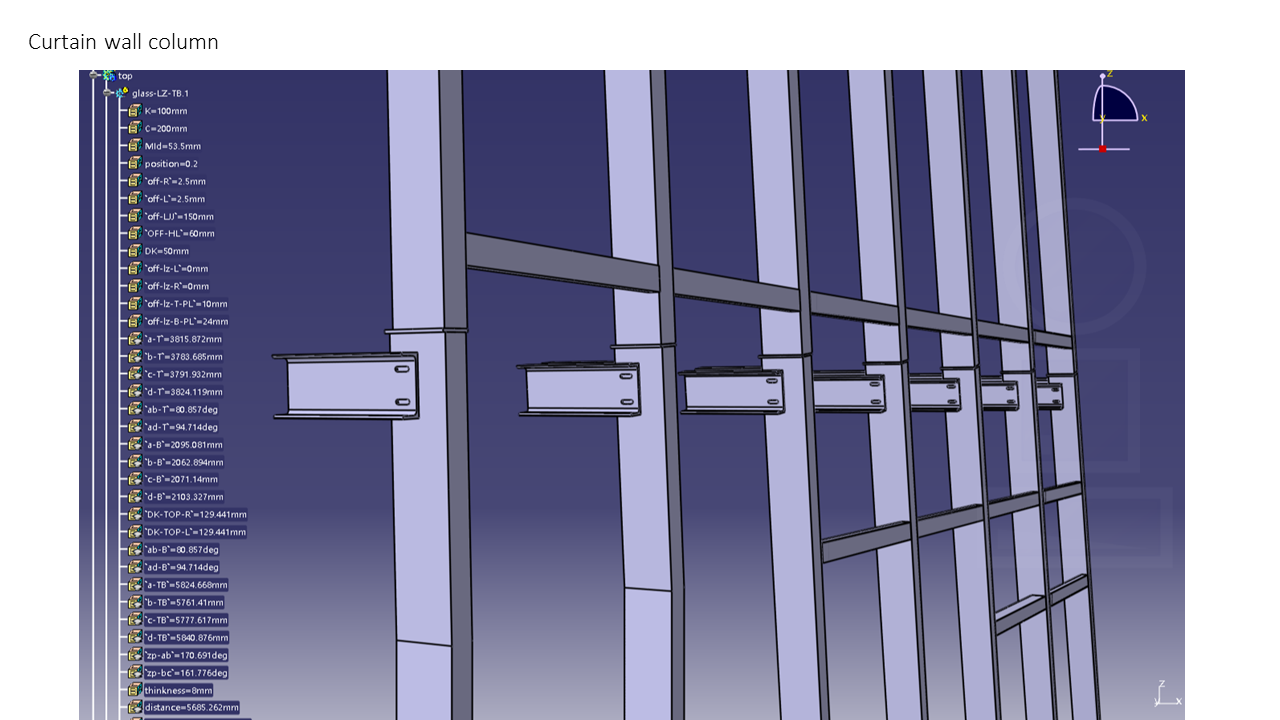 Curtain wall column
top
glass-LZ-TB.1
K=100mm
C=200mm
Mld=53.5mm
position=0.2
`off-R`=2.5mm
`off-L`=2.5mm
`off-LJJ`=150mm
`OFF-HL`=60mm
DK=50mm
`off-lz-L`=0mm
`off-lz-R`=0mm
`off-lz-T-PL`=10mm
`off-lz-B-PL`=24mm
`a-T`=3815.872mm
`b-T`=3783.685mm
`c-T`=3791.932mm
`d-T`=3824.119mm
`ab-T`=80.857deg
`ad-T`=94.714deg
`a-B`=2095.081mm
`b-B`=2062.894mm
`c-B`=2071.14mm
`d-B`=2103.327mm
`DK-TOP-R`=129.441mm
`DK-TOP-L`=129.441mm
`ab-B`=80.857deg
`ad-B`=94.714deg
`a-TB`=5824.668mm
`b-TB`=5761.41mm
`c-TB`=5777.617mm
`d-TB`=5840.876mm
`zp-ab`=170.691deg
`zp-bc`=161.776deg
thinkness=8mm
distance=5685.262mm
z
y x
z
y x